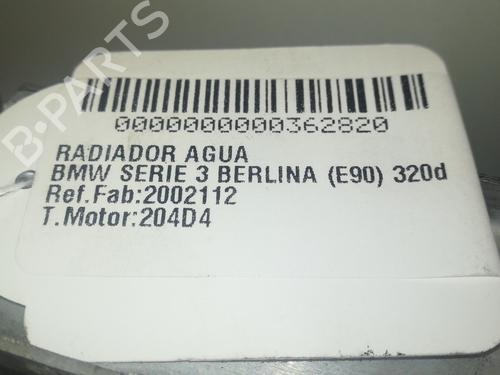 B-PARTS
0000000000362820
RADIADOR AGUA
BMW SERIE 3 BERLINA (E90) 320d
Ref.Fab:2002112
T.Motor:204D4